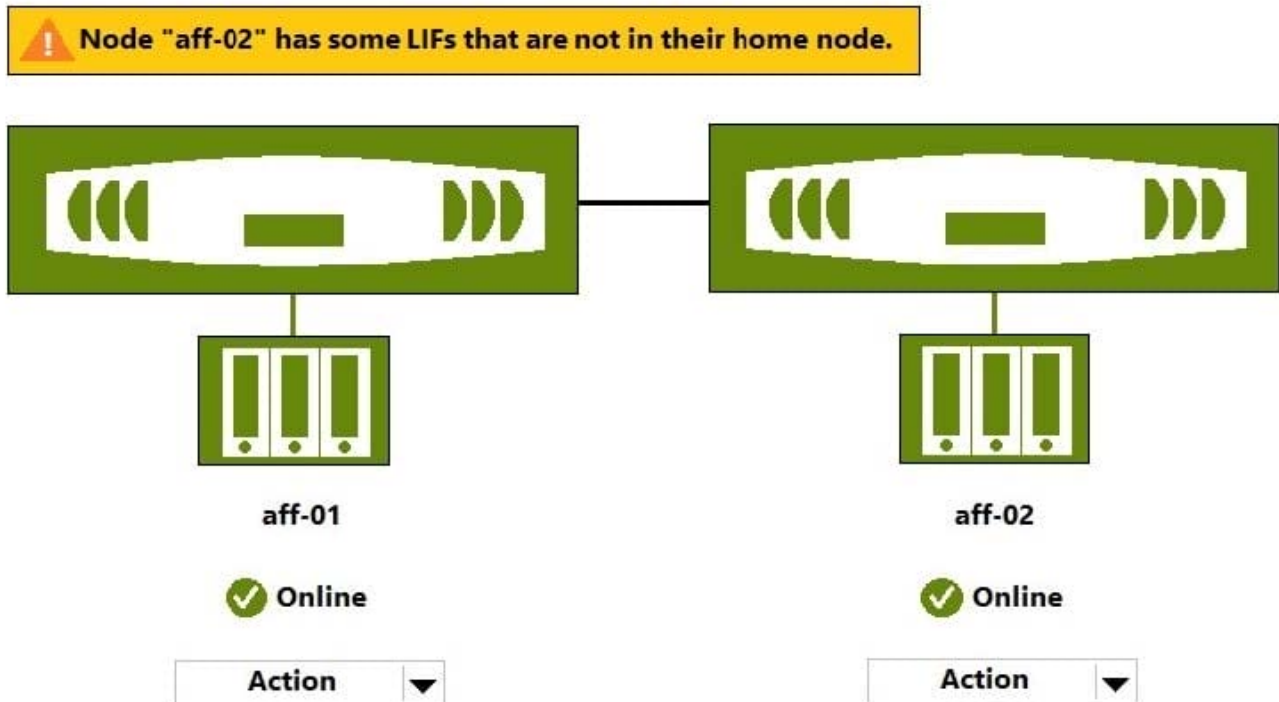 Node "aff-02" has some LIFs that are not in their home node.
aff-01
aff-02
Online
Online
Action
Action